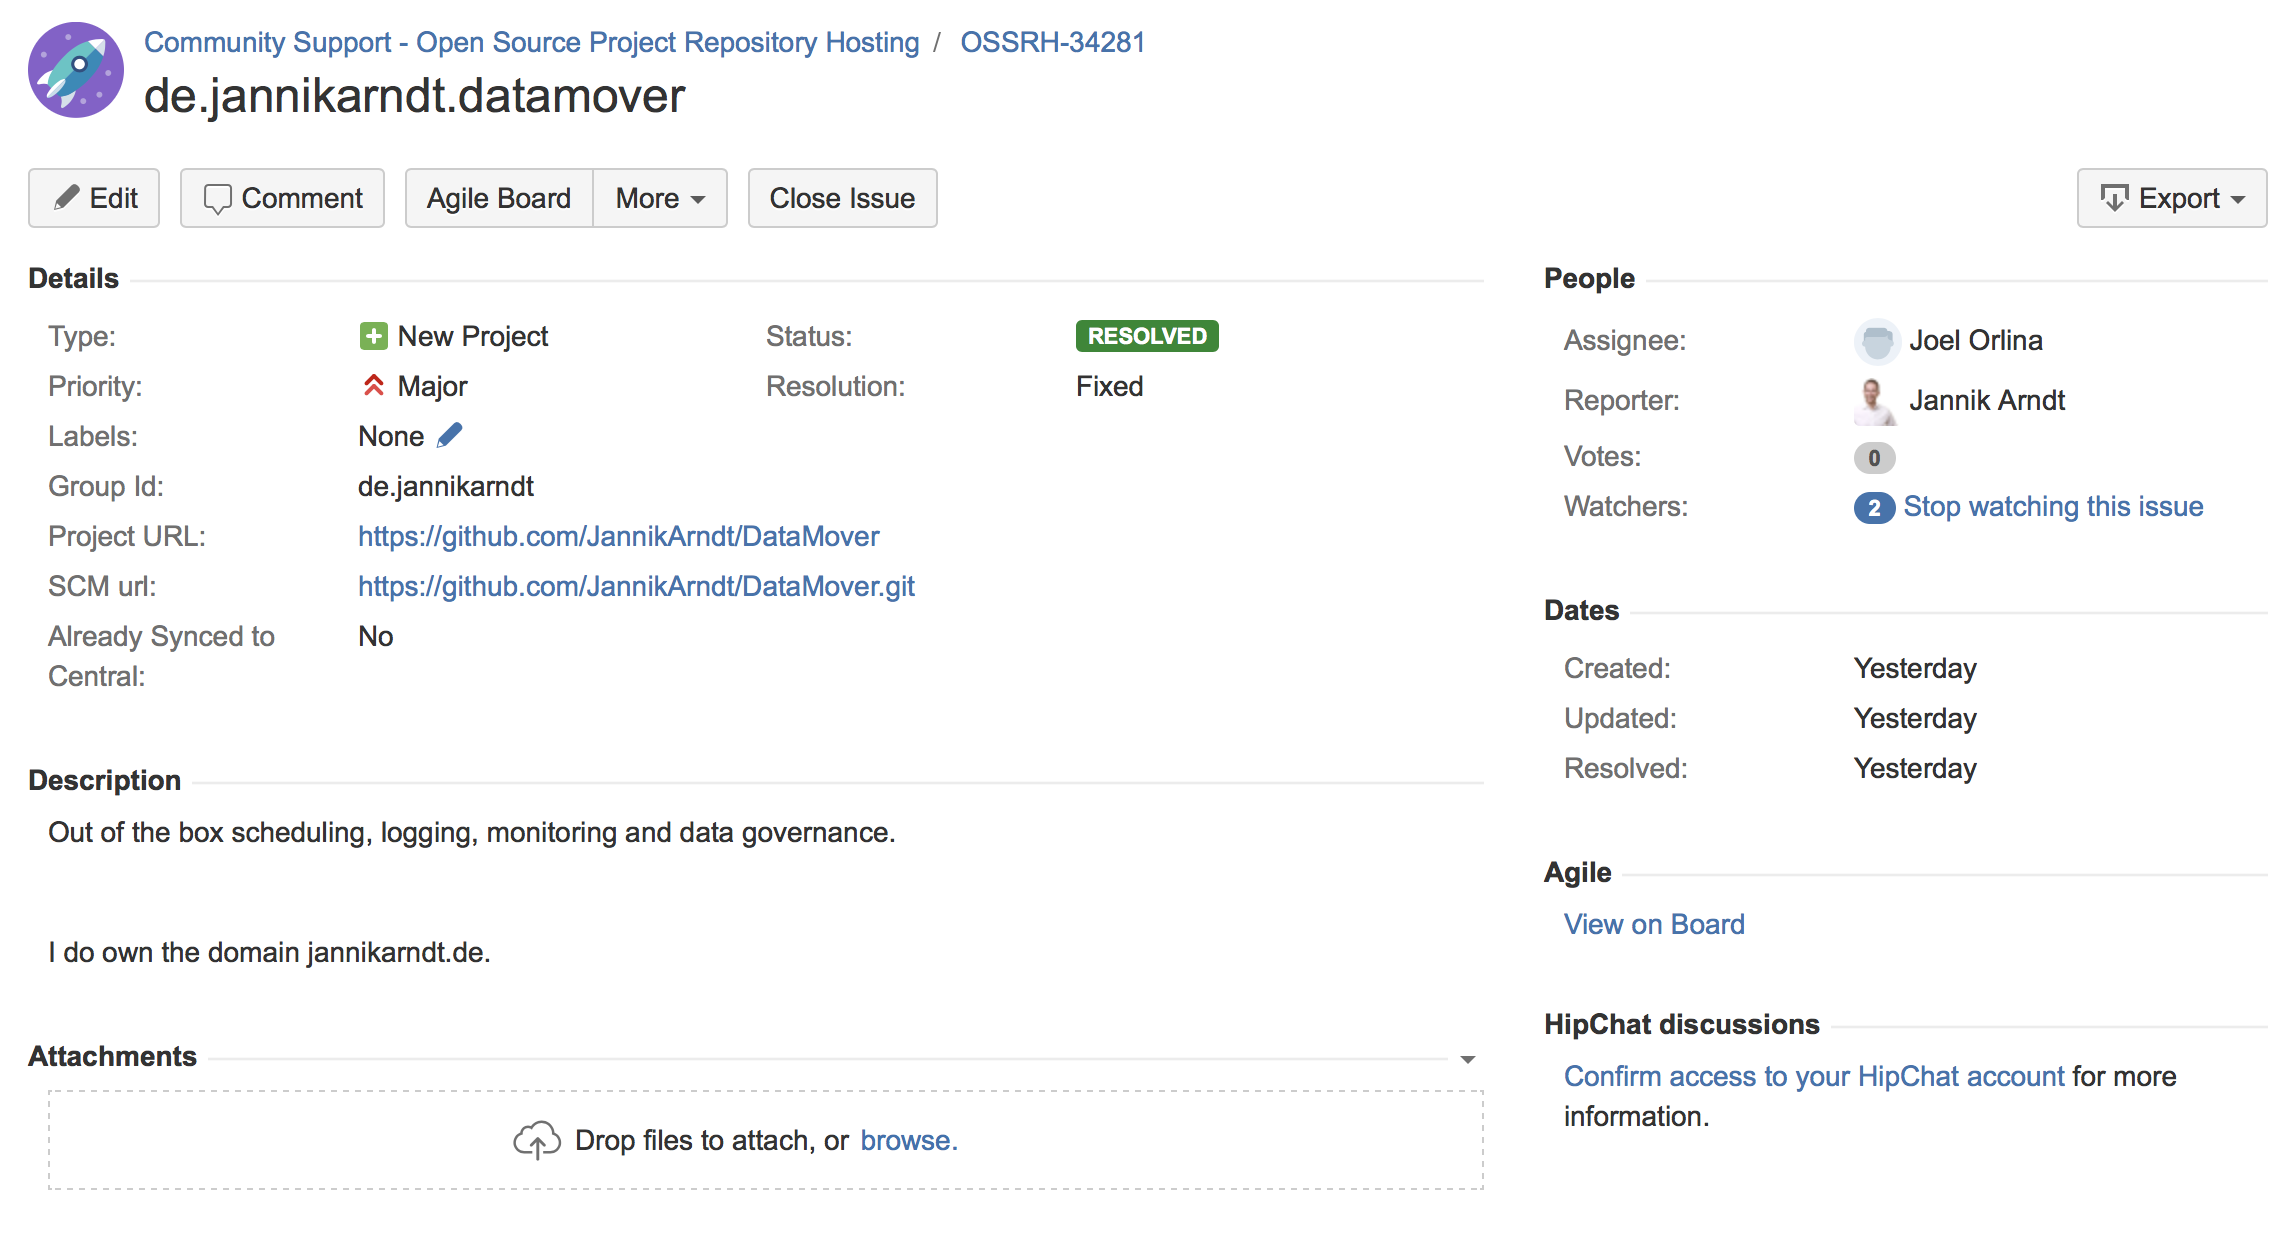 Community Support - Open Source Project Repository Hosting / OSSRH-34281
de.jannikarndt.datamover
Edit
Comment
Agile Board
More
Close Issue
Export
Details
Type: New Project
Status: RESOLVED
Priority: Major
Resolution: Fixed
Labels: None
Group Id: de.jannikarndt
Project URL: https://github.com/JannikArndt/DataMover
SCM url: https://github.com/JannikArndt/DataMover.git
Already Synced to No
Central:
Description
Out of the box scheduling, logging, monitoring and data governance.
I do own the domain jannikarndt.de.
Attachments
Drop files to attach, or browse.
People
Assignee: Joel Orlina
Reporter: Jannik Arndt
Votes: 0
Watchers: 2 Stop watching this issue
Dates
Created: Yesterday
Updated: Yesterday
Resolved: Yesterday
Agile
View on Board
HipChat discussions
Confirm access to your HipChat account for more
information.